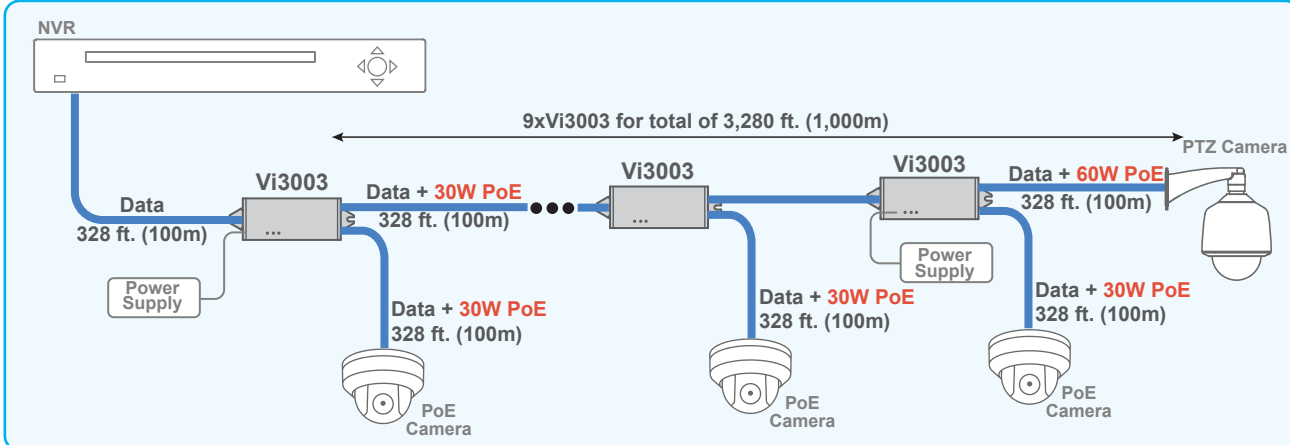 NVR
9xVi3003 for total of 3,280 ft. (1,000m)
PTZ Camera
Vi3003
Vi3003
Vi3003
Data
328 ft. (100m)
Data + 30W PoE
328 ft. (100m)
Data + 60W PoE
328 ft. (100m)
Power
Supply
Power
Supply
Data + 30W PoE
328 ft. (100m)
Data + 30W PoE
328 ft. (100m)
Data + 30W PoE
328 ft. (100m)
PoE
Camera
PoE
Camera
PoE
Camera